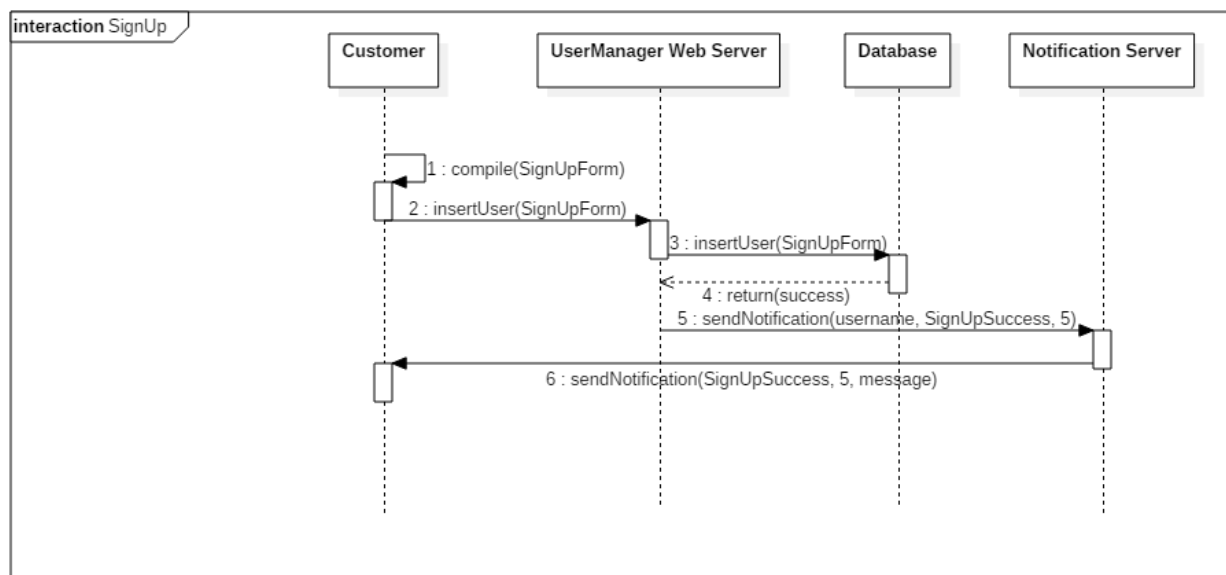 interaction SignUp
Customer
UserManager Web Server
Database
Notification Server
1 : compile(SignUpForm)
2 : insertUser(SignUpForm)
3 : insertUser(SignUpForm)
4 : return(success)
5 : sendNotification(username, SignUpSuccess, 5)
6 : sendNotification(SignUpSuccess, 5, message)